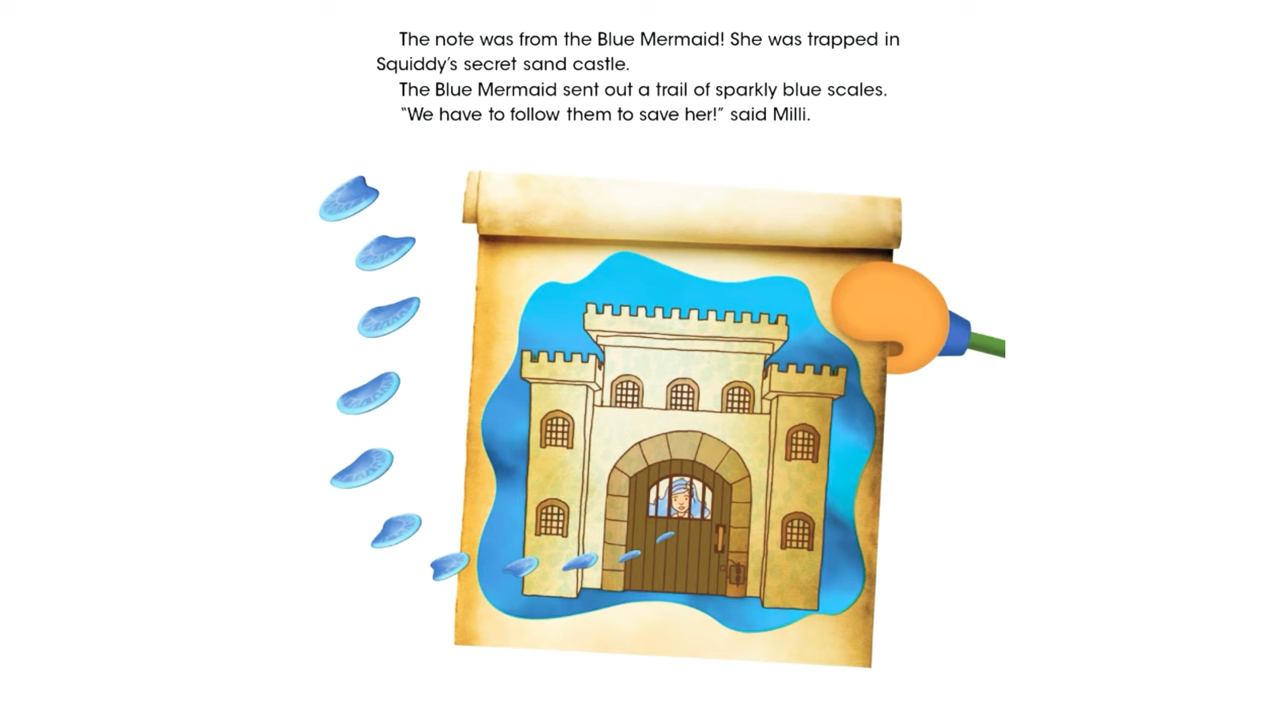 The note was from the Blue Mermaid! She was trapped in
Squiddy's secret sand castle.
The Blue Mermaid sent out a trail of sparkly blue scales.
"We have to follow them to save her!" said Milli.